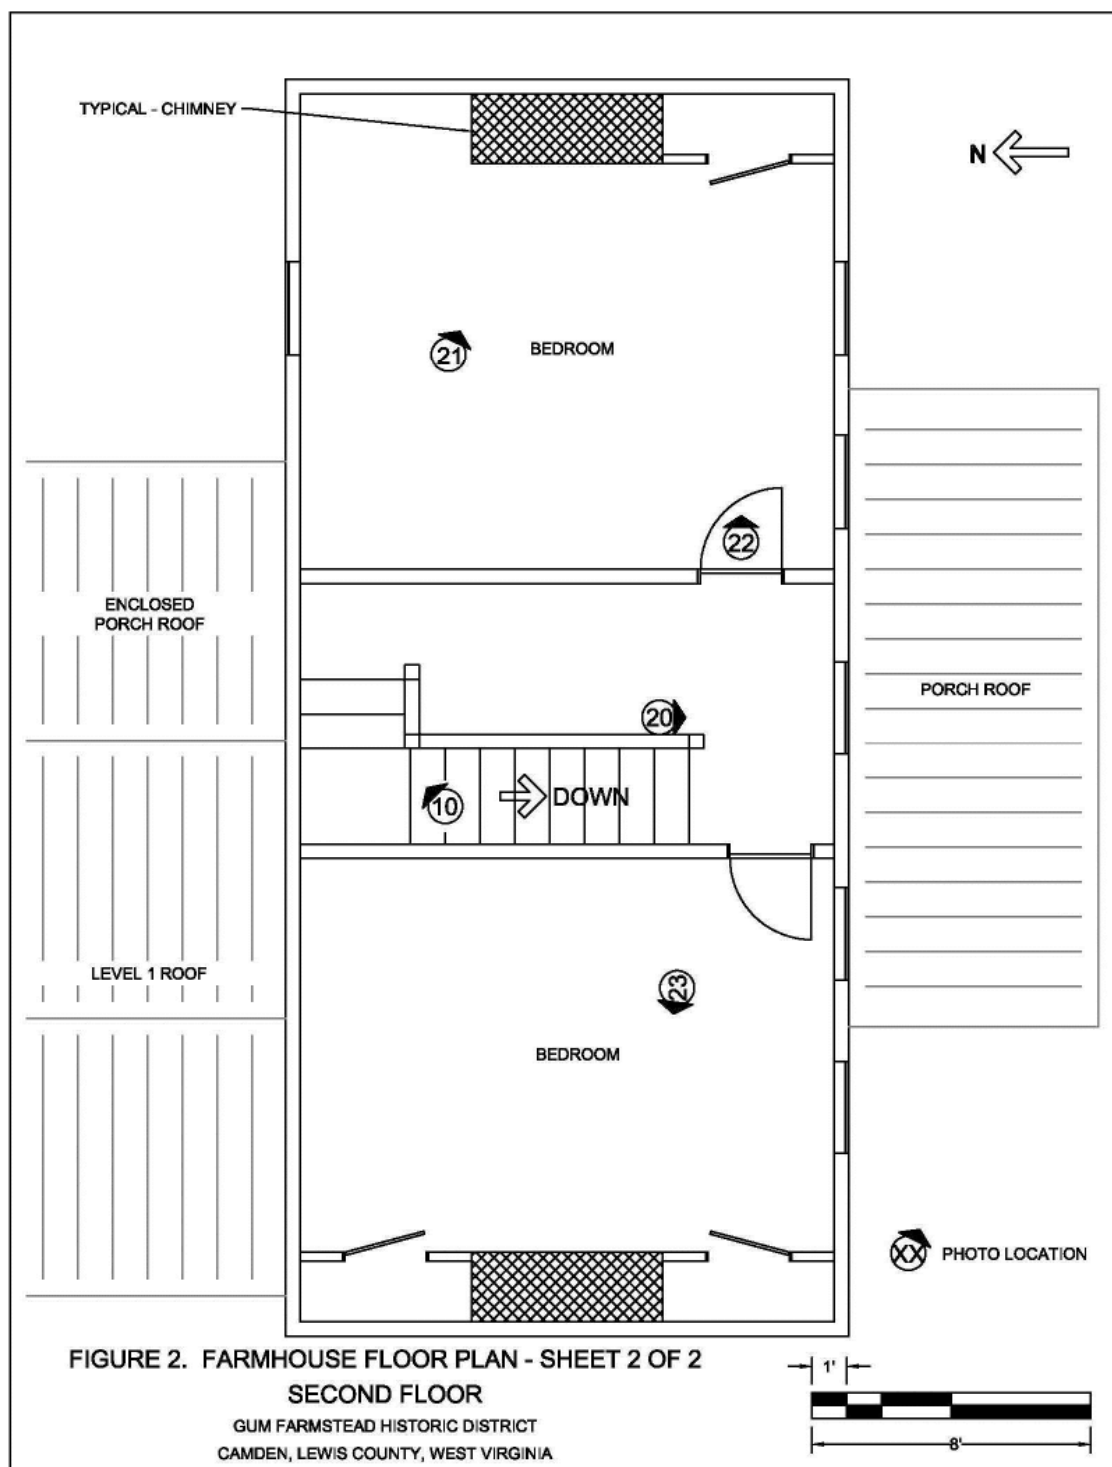 TYPICAL - CHIMNEY
N
21
BEDROOM
22
ENCLOSED
PORCH ROOF
20
PORCH ROOF
10
DOWN
LEVEL 1 ROOF
23
BEDROOM
XX
PHOTO LOCATION
FIGURE 2. FARMHOUSE FLOOR PLAN - SHEET 2 OF 2
SECOND FLOOR
GUM FARMSTEAD HISTORIC DISTRICT
CAMDEN, LEWIS COUNTY, WEST VIRGINIA
1'
8'